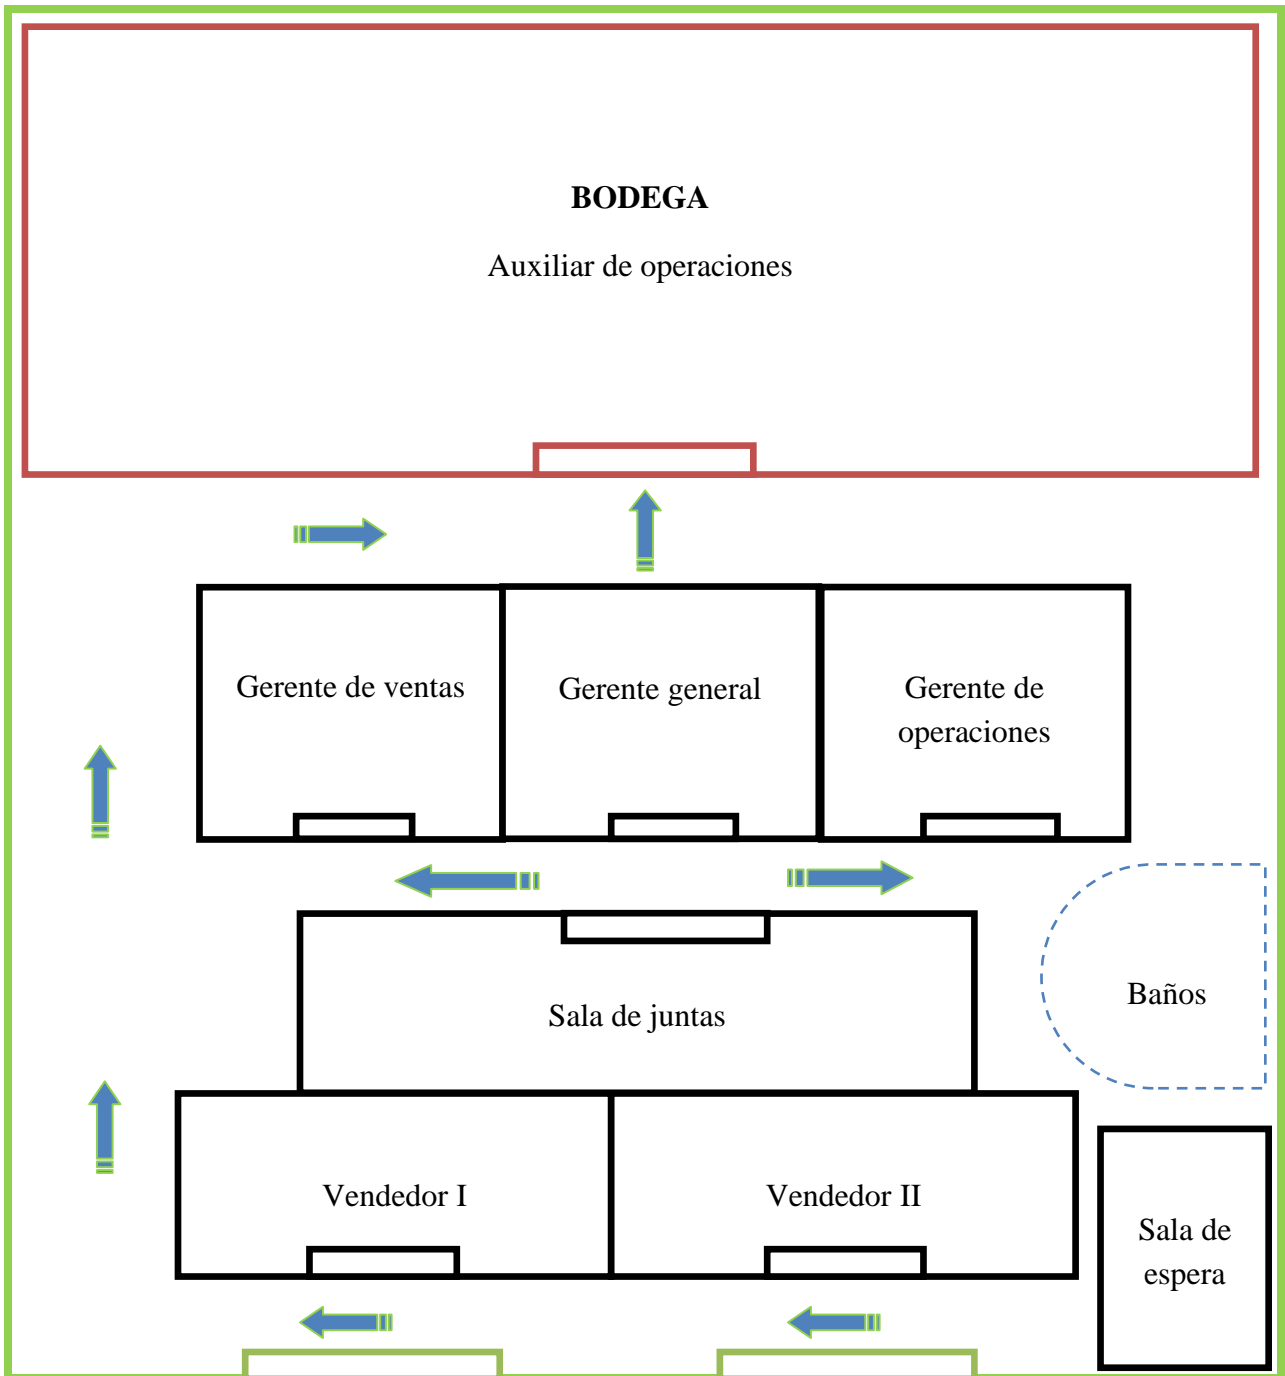 BODEGA
Auxiliar de operaciones
Gerente de ventas
Gerente general
Gerente de
operaciones
Baños
Sala de juntas
Vendedor I
Vendedor II
Sala de
espera